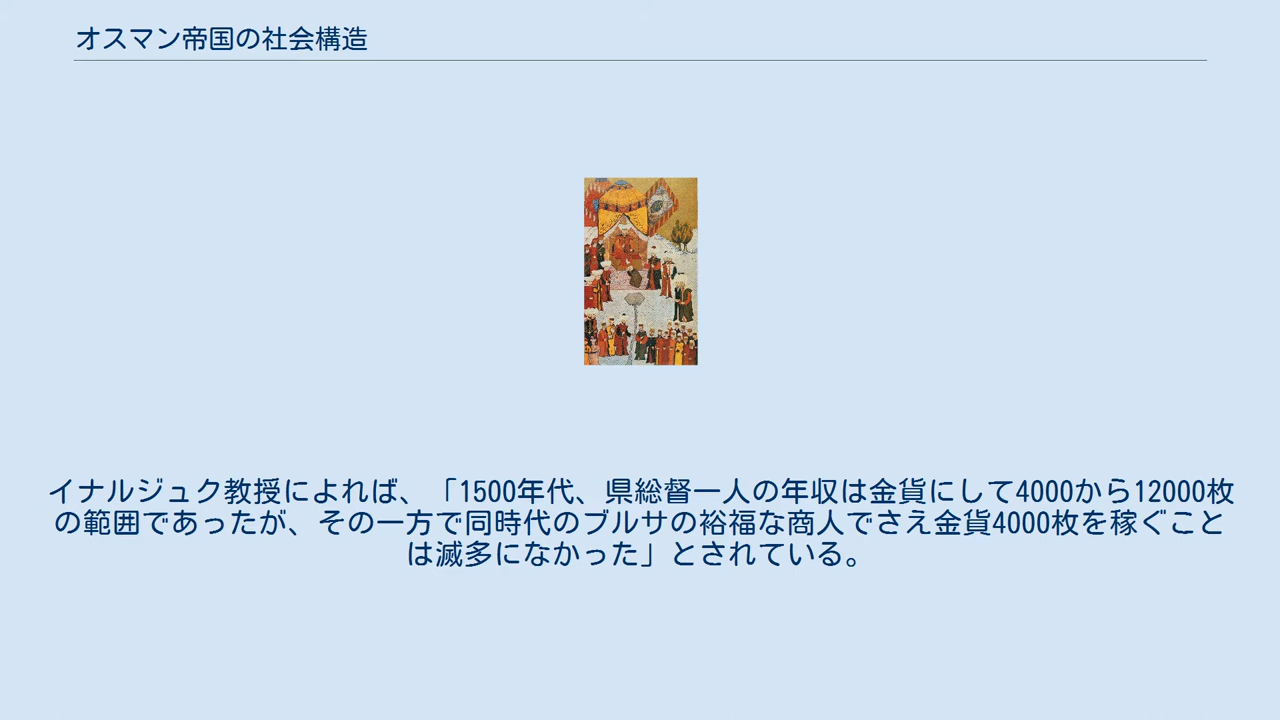 オスマン帝国の社会構造
イナルジュク教授によれば、「1500年代、県総督一人の年収は金貨にして4000から12000枚
の範囲であったが、その一方で同時代のブルサの裕福な商人でさえ金貨4000枚を稼ぐこと
は滅多になかった」とされている。